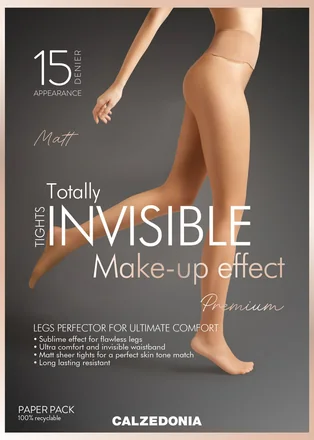 15 DENIER
APPEARANCE
Matt
Totally
TIGHTS
INVISIBLE
Make-up effect
Premium
LEGS PERFECTOR FOR ULTIMATE COMFORT
• Sublime effect for flawless legs
• Ultra comfort and invisible waistband
• Matt sheer tights for a perfect skin tone match
• Long lasting resistant
PAPER PACK
100% recyclable
CALZEDONIA